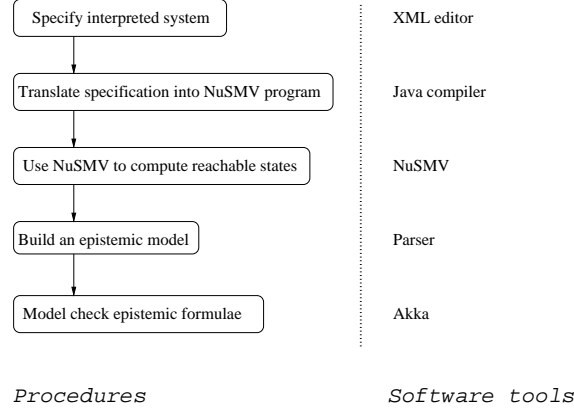 Specify interpreted system
XML editor
Translate specification into NuSMV program
Java compiler
Use NuSMV to compute reachable states
NuSMV
Build an epistemic model
Parser
Model check epistemic formulae
Akka
Procedures
Software tools